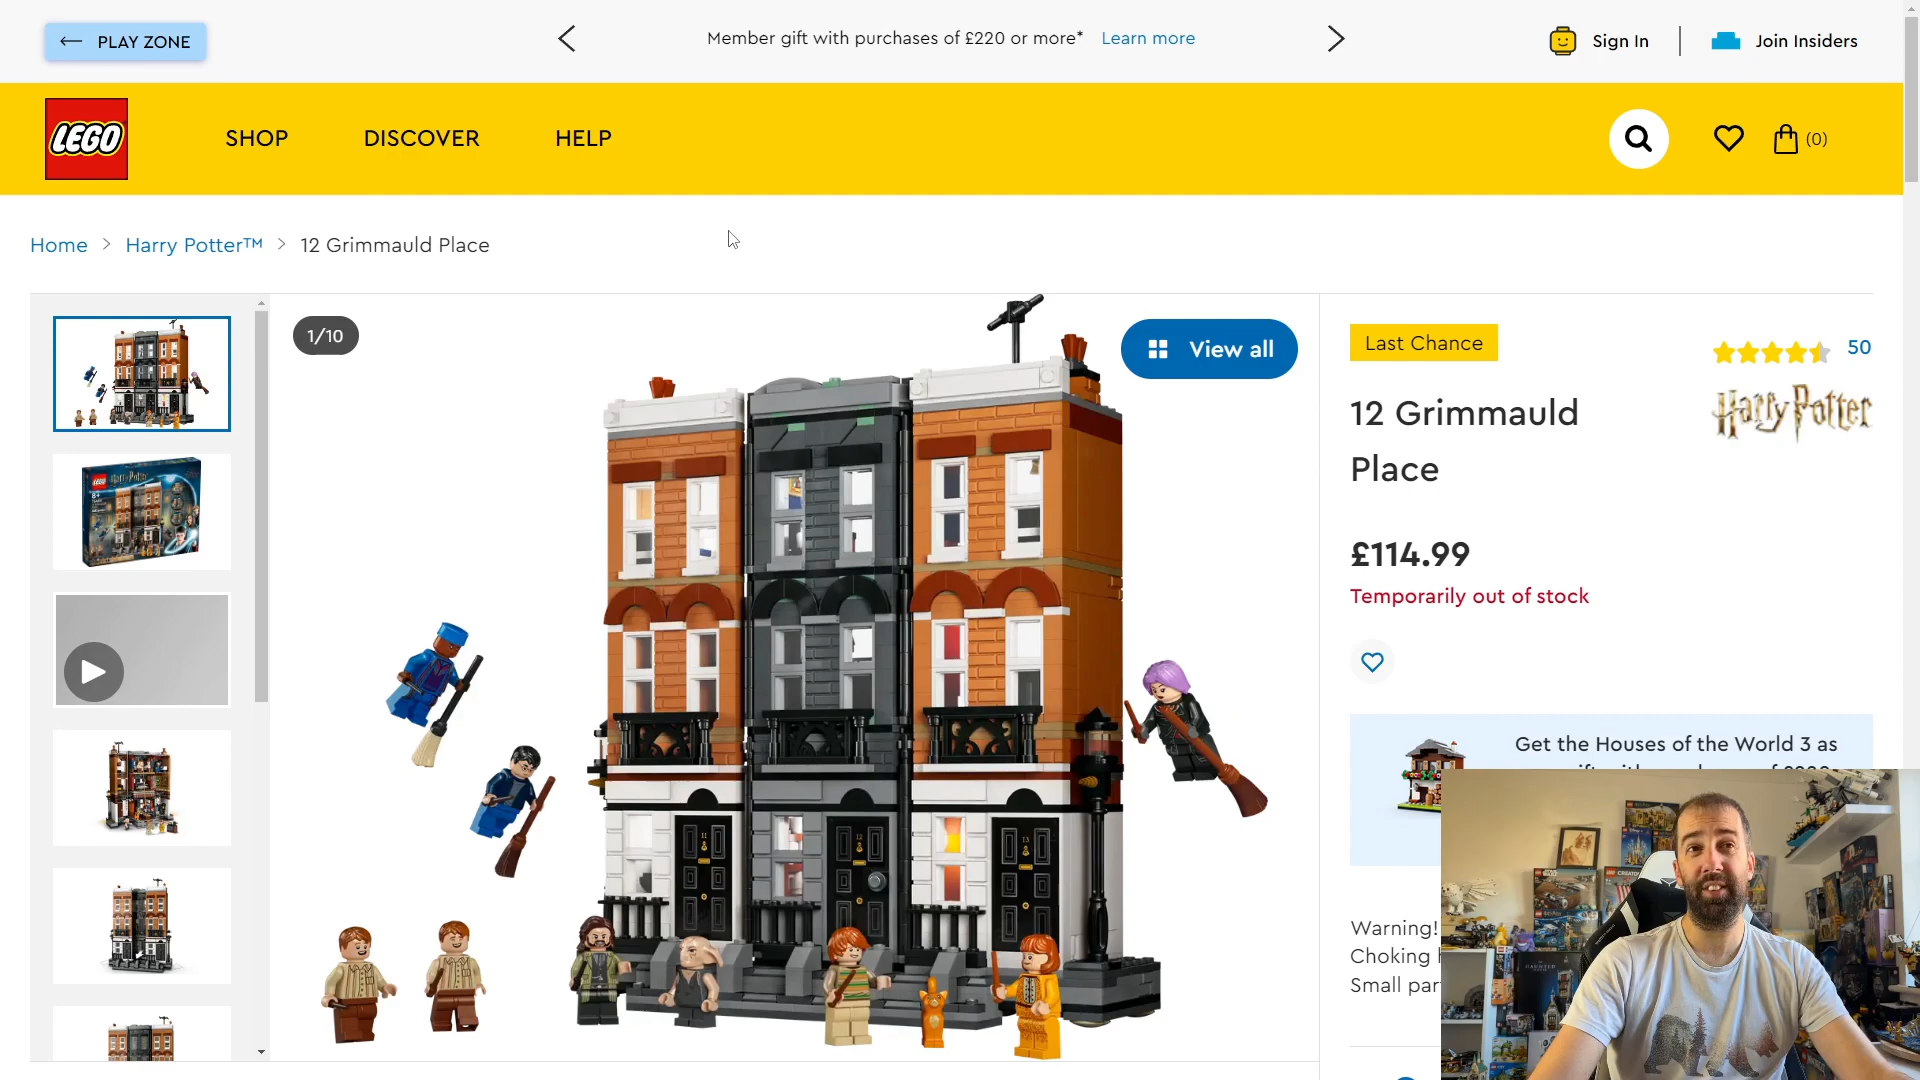 PLAY ZONE
Member gift with purchases of £220 or more* Learn more
Sign In
Join Insiders
LEGO
SHOP
DISCOVER
HELP
(0)
Home
Harry Potter™
12 Grimmauld Place
1/10
View all
Last Chance
50
12 Grimmauld
Place
Harry Potter
£114.99
Temporarily out of stock
Get the Houses of the World 3 as
Warning!
Choking
Small par
11
12
13